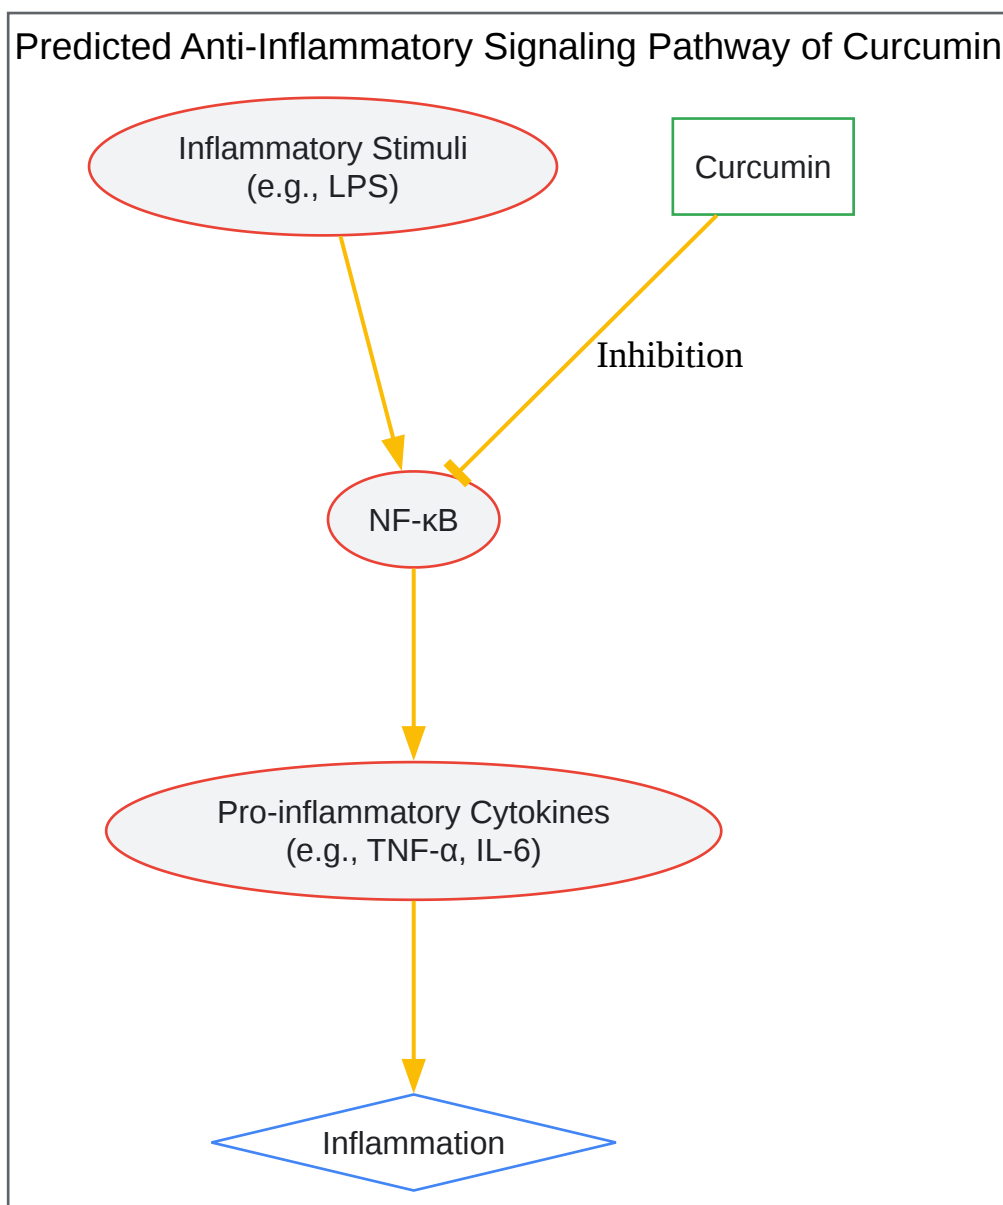 Predicted Anti-Inflammatory Signaling Pathway of Curcumin
Inflammatory Stimuli
(e.g., LPS)
Curcumin
Inhibition
NF-κB
Pro-inflammatory Cytokines
(e.g., TNF-α, IL-6)
Inflammation